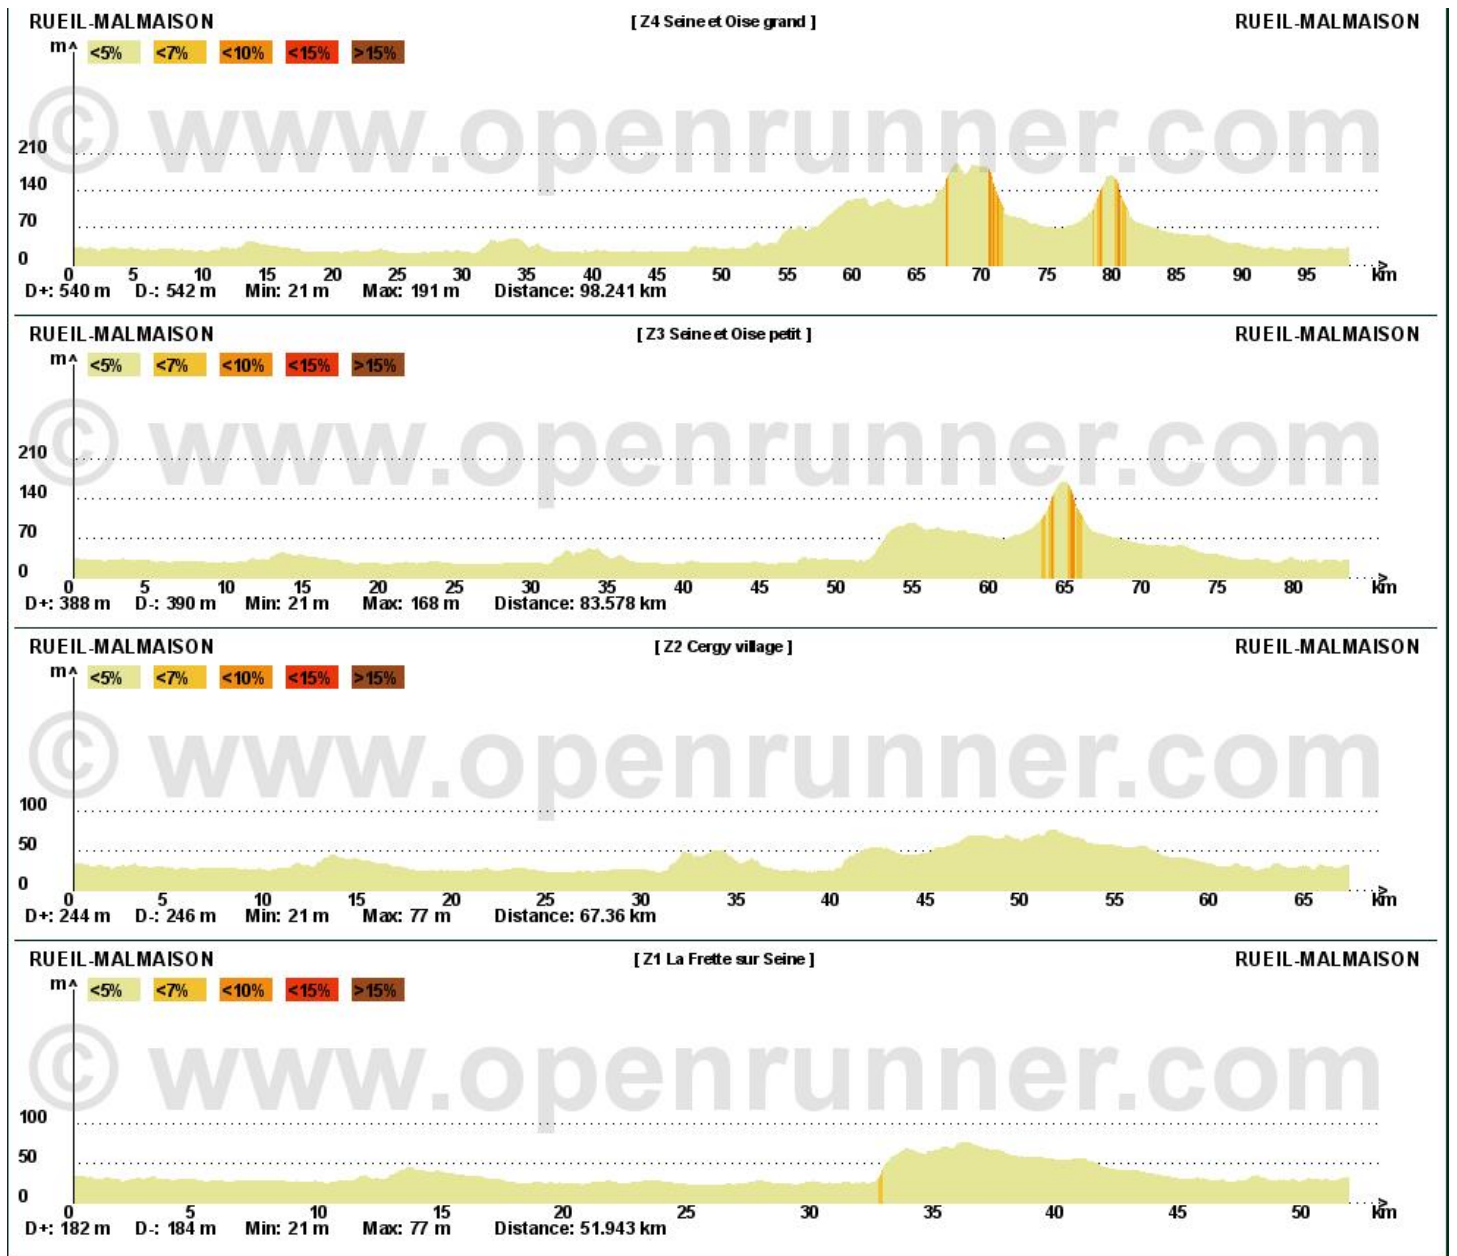 RUEIL-MALMAISON [ Z4 Seine et Oise grand ] RUEIL-MALMAISON
m <5% <7% <10% <15% >15%
© www.openrunner.com
210
140
70
0
0 5 10 15 20 25 30 35 40 45 50 55 60 65 70 75 80 85 90 95 km
D+: 540 m D-: 542 m Min: 21 m Max: 191 m Distance: 98.241 km
RUEIL-MALMAISON [ Z3 Seine et Oise petit ] RUEIL-MALMAISON
m <5% <7% <10% <15% >15%
© www.openrunner.com
210
140
70
0
0 5 10 15 20 25 30 35 40 45 50 55 60 65 70 75 80 km
D+: 388 m D-: 390 m Min: 21 m Max: 168 m Distance: 83.578 km
RUEIL-MALMAISON [ Z2 Cergy village ] RUEIL-MALMAISON
m <5% <7% <10% <15% >15%
© www.openrunner.com
100
50
0
0 5 10 15 20 25 30 35 40 45 50 55 60 65 km
D+: 244 m D-: 246 m Min: 21 m Max: 77 m Distance: 67.36 km
RUEIL-MALMAISON [ Z1 La Frette sur Seine ] RUEIL-MALMAISON
m <5% <7% <10% <15% >15%
© www.openrunner.com
100
50
0
0 5 10 15 20 25 30 35 40 45 50 km
D+: 182 m D-: 184 m Min: 21 m Max: 77 m Distance: 51.943 km